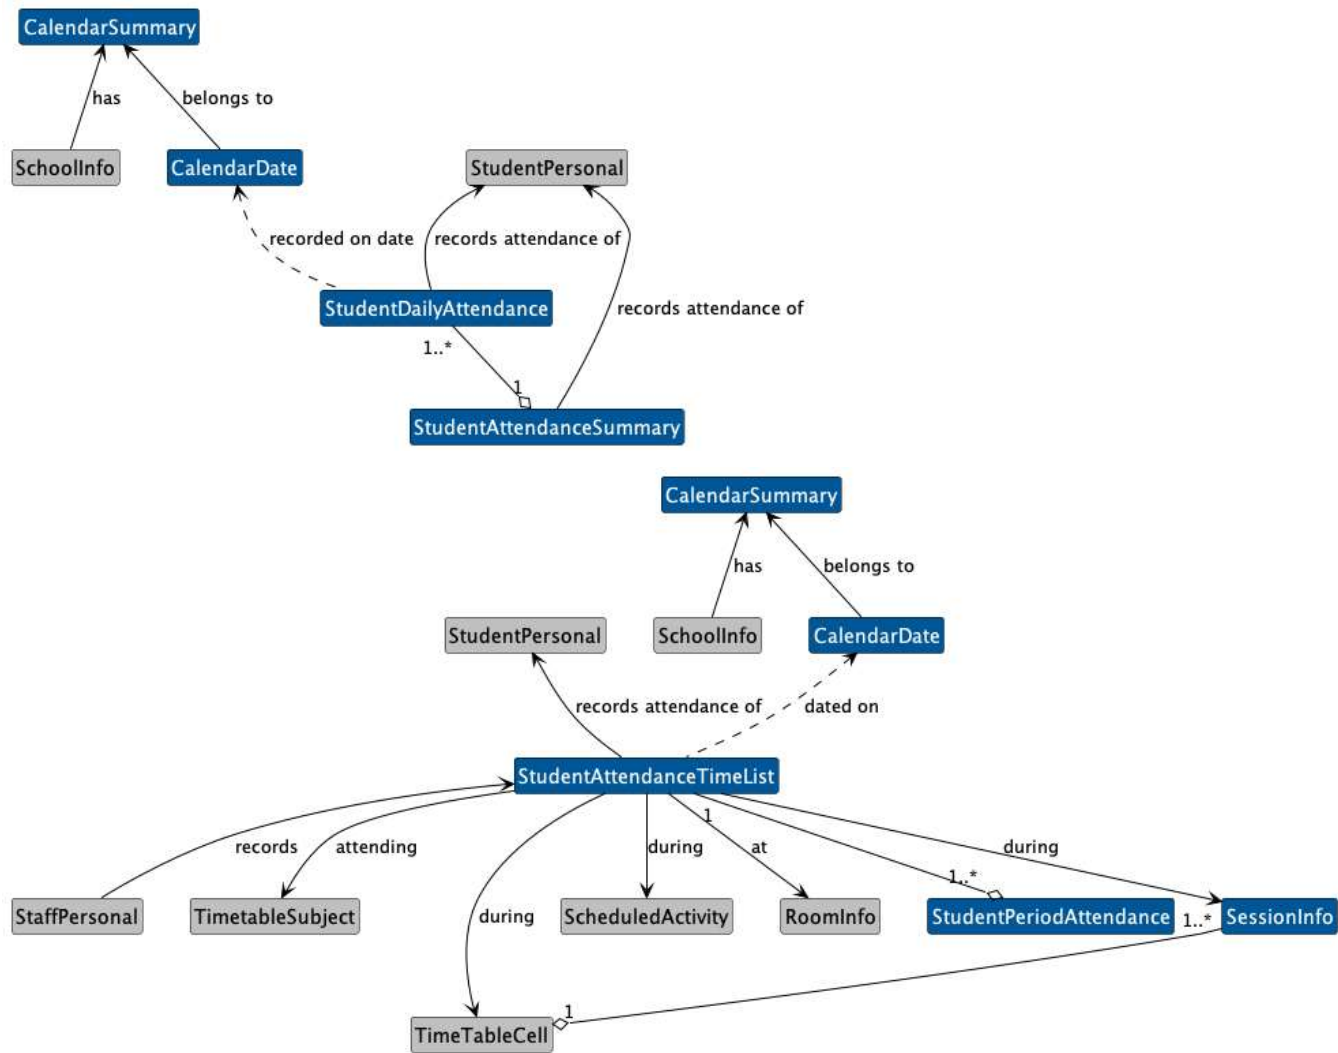 CalendarSummary
has
belongs to
SchoolInfo
CalendarDate
StudentPersonal
recorded on date
records attendance of
StudentDailyAttendance
records attendance of
1..*
1
StudentAttendanceSummary
CalendarSummary
has
belongs to
StudentPersonal
SchoolInfo
CalendarDate
records attendance of
dated on
StudentAttendanceTimeList
1
records
attending
during
at
during
1..*
during
StaffPersonal
TimetableSubject
ScheduledActivity
RoomInfo
StudentPeriodAttendance
1..*
SessionInfo
1
TimeTableCell